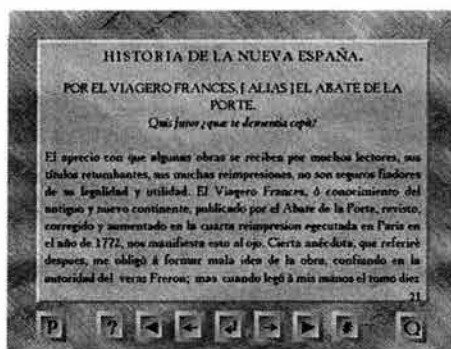 HISTORIA DE LA NUEVA ESPAÑA.
POR EL VIAGERO FRANCES, [ ALIAS ] EL ABATE DE LA
PORTE.
Quis furor ¿quæ te dementia cepit?
El aprecio con que algunas obras se reciben por muchos lectores, sus
títulos retumbantes, sus muchas reimpresiones, no son seguros fiadores
de su legalidad y utilidad. El Viagero Frances, ó conocimiento del
antiguo y nuevo continente, publicado por el Abate de la Porte, revisto,
corregido y aumentado en la cuarta reimpresion egecutada en Paris en
el año de 1772, nos manifiesta esto al ojo. Cierta anécdota, que referiré
despues, me obligó á formar mala idea de la obra, confiando en la
autoridad del veras Freron; mas cuando legó á mis manos el tomo diez
21
P ? # Q